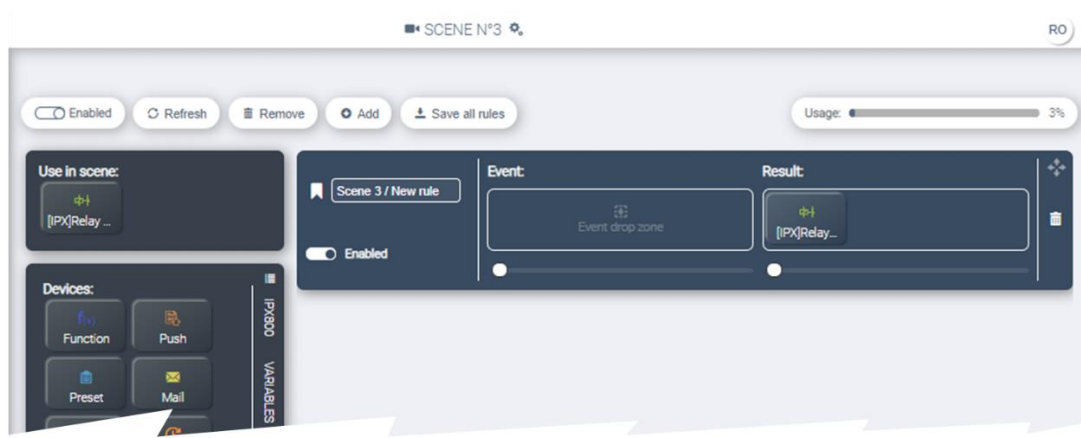 SCENE N°3
RO
Enabled
Refresh
Remove
Add
Save all rules
Usage:
3%
Use in scene:
[IPX]Relay ...
Scene 3 / New rule
Enabled
Event:
Event drop zone
Result:
[IPX]Relay...
Devices:
f(x)
Function
Push
Preset
Mail
IPX800
VARIABLES